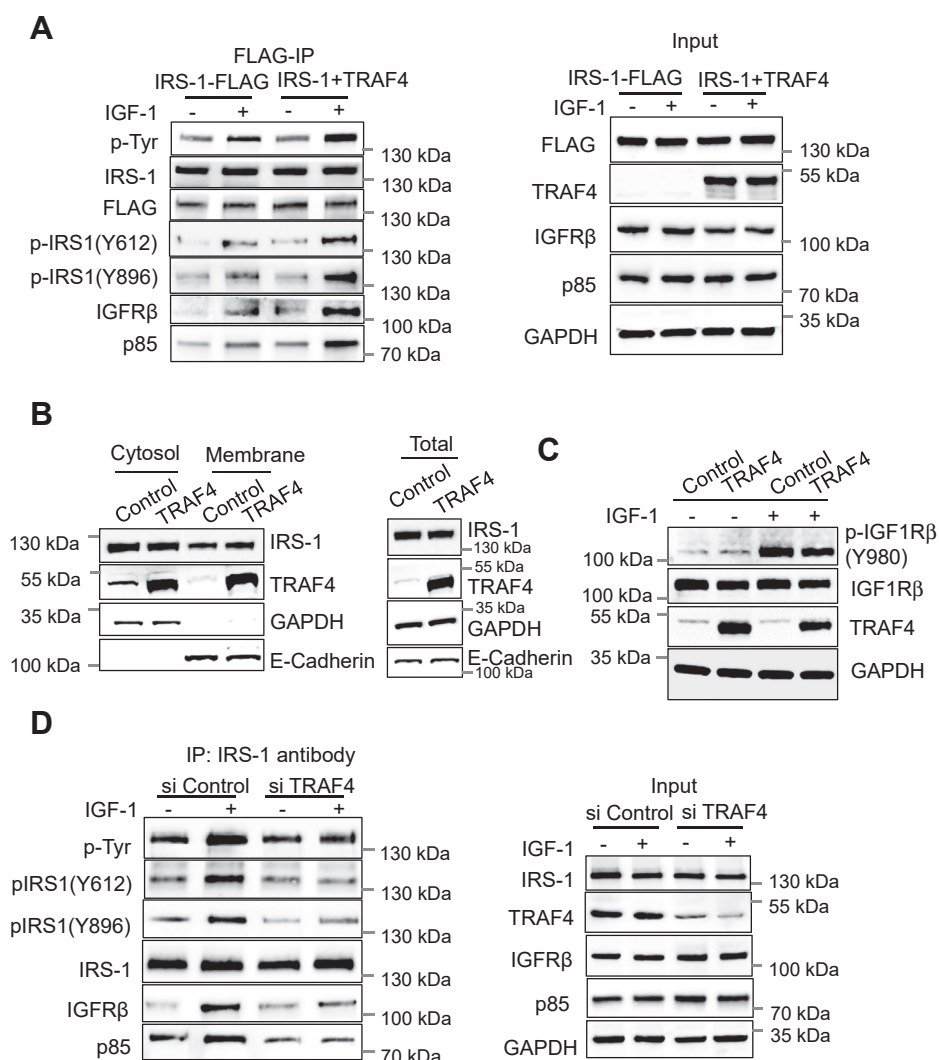 A
FLAG-IP
IRS-1-FLAG IRS-1+TRAF4
IGF-1 - + - +
p-Tyr
130 kDa
IRS-1
130 kDa
FLAG
130 kDa
p-IRS1(Y612)
130 kDa
p-IRS1(Y896)
130 kDa
IGFRβ
100 kDa
p85
70 kDa
Input
IRS-1-FLAG IRS-1+TRAF4
IGF-1 - + - +
FLAG
130 kDa
TRAF4
55 kDa
IGFRβ
100 kDa
p85
70 kDa
GAPDH
35 kDa
B
Cytosol Membrane
Control TRAF4 Control TRAF4
130 kDa IRS-1
55 kDa TRAF4
35 kDa GAPDH
100 kDa E-Cadherin
Total
Control TRAF4
IRS-1
130 kDa
55 kDa
TRAF4
35 kDa
GAPDH
E-Cadherin
100 kDa
C
Control TRAF4 Control TRAF4
IGF-1 - - + +
p-IGF1Rβ
100 kDa (Y980)
100 kDa IGF1Rβ
55 kDa TRAF4
35 kDa GAPDH
D
IP: IRS-1 antibody
si Control si TRAF4
IGF-1 - + - +
p-Tyr
130 kDa
pIRS1(Y612)
130 kDa
pIRS1(Y896)
130 kDa
IRS-1
130 kDa
IGFRβ
100 kDa
p85
70 kDa
Input
si Control si TRAF4
IGF-1 - + - +
IRS-1
130 kDa
TRAF4
55 kDa
IGFRβ
100 kDa
p85
70 kDa
GAPDH
35 kDa